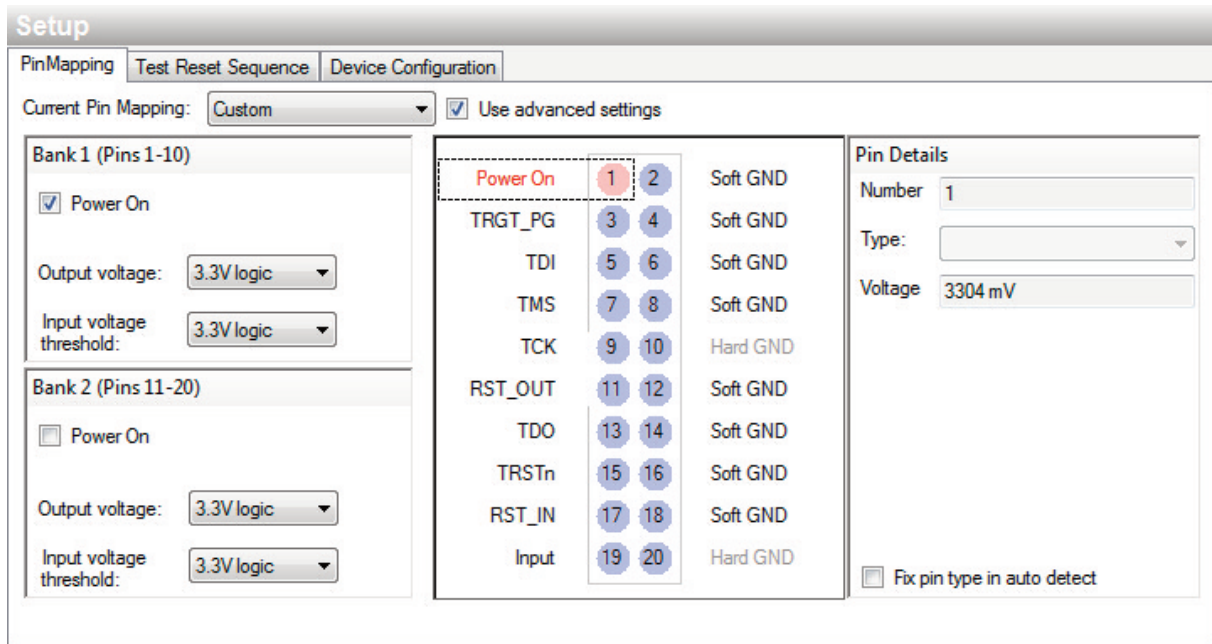 Setup
PinMapping Test Reset Sequence Device Configuration
Current Pin Mapping: Custom Use advanced settings
Bank 1 (Pins 1-10)
Power On
Output voltage: 3.3V logic
Input voltage threshold: 3.3V logic
Bank 2 (Pins 11-20)
Power On
Output voltage: 3.3V logic
Input voltage threshold: 3.3V logic
Power On 1 2 Soft GND
TRGT_PG 3 4 Soft GND
TDI 5 6 Soft GND
TMS 7 8 Soft GND
TCK 9 10 Hard GND
RST_OUT 11 12 Soft GND
TDO 13 14 Soft GND
TRSTn 15 16 Soft GND
RST_IN 17 18 Soft GND
Input 19 20 Hard GND
Pin Details
Number 1
Type:
Voltage 3304 mV
Fix pin type in auto detect